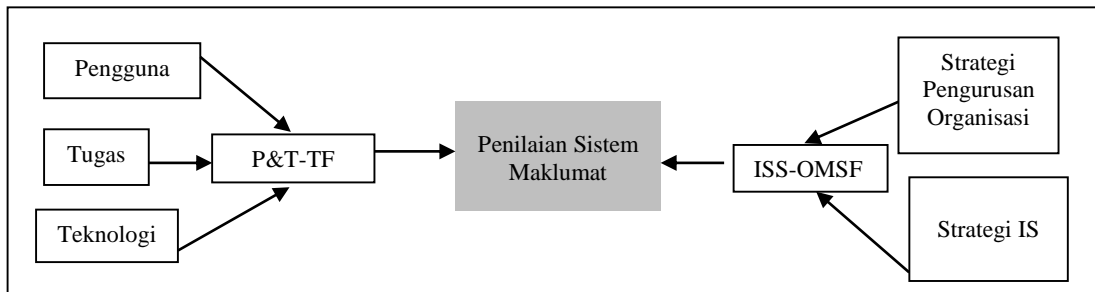 Pengguna
Tugas
Teknologi
P&T-TF
Penilaian Sistem
Maklumat
ISS-OMSF
Strategi
Pengurusan
Organisasi
Strategi IS